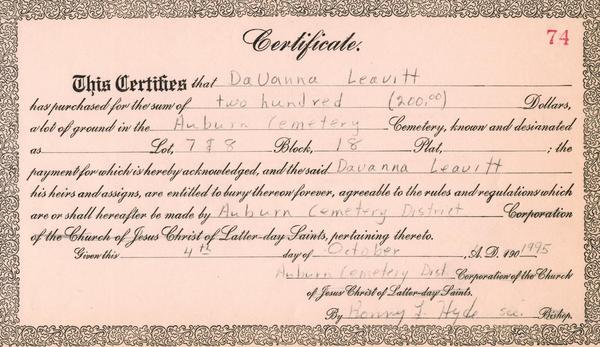 Certificate.
74
This Certifies that DaVanna Leavitt
has purchased for the sum of two hundred (200.00) Dollars,
a lot of ground in the Auburn Cemetery Cemetery, known and designated
as Lot, 7 & 8 Block, 18 Plat, ; the
payment for which is hereby acknowledged, and the said Davanna Leavitt
his heirs and assigns, are entitled to bury thereon forever, agreeable to the rules and regulations which
are or shall hereafter be made by Auburn Cemetery District Corporation
of the Church of Jesus Christ of Latter-day Saints, pertaining thereto.
Given this 4th day of October, A. D. 190 1995
Auburn Cemetery Dist Corporation of the Church
of Jesus Christ of Latter-day Saints.
By Ronny F. Hyde sec. Bishop.